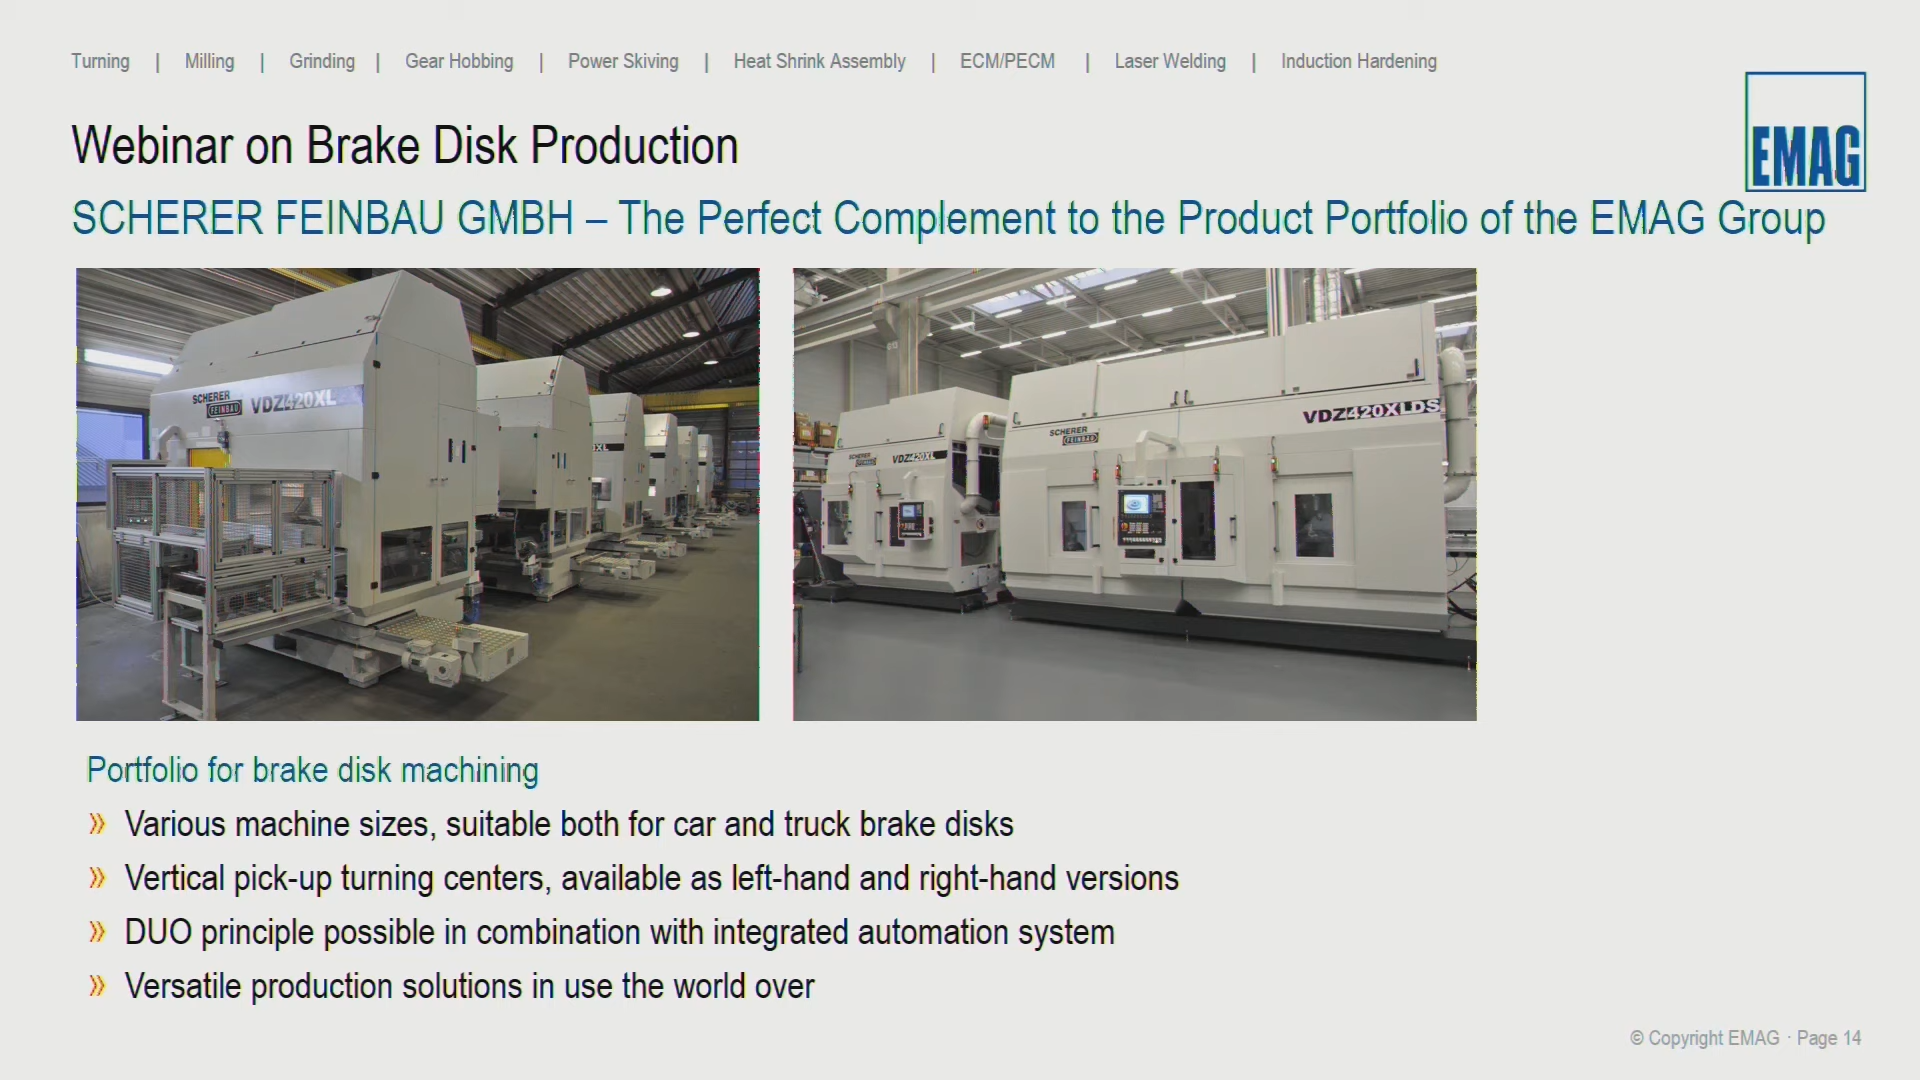 Turning | Milling | Grinding | Gear Hobbing | Power Skiving | Heat Shrink Assembly | ECM/PECM | Laser Welding | Induction Hardening
EMAG
Webinar on Brake Disk Production
SCHERER FEINBAU GMBH – The Perfect Complement to the Product Portfolio of the EMAG Group
SCHERER
FEINBAU
VDZ420XL
XL
SCHERER
VDZ420XL
SCHERER
FEINBAU
VDZ420XLDS
Portfolio for brake disk machining
» Various machine sizes, suitable both for car and truck brake disks
» Vertical pick-up turning centers, available as left-hand and right-hand versions
» DUO principle possible in combination with integrated automation system
» Versatile production solutions in use the world over
© Copyright EMAG · Page 14